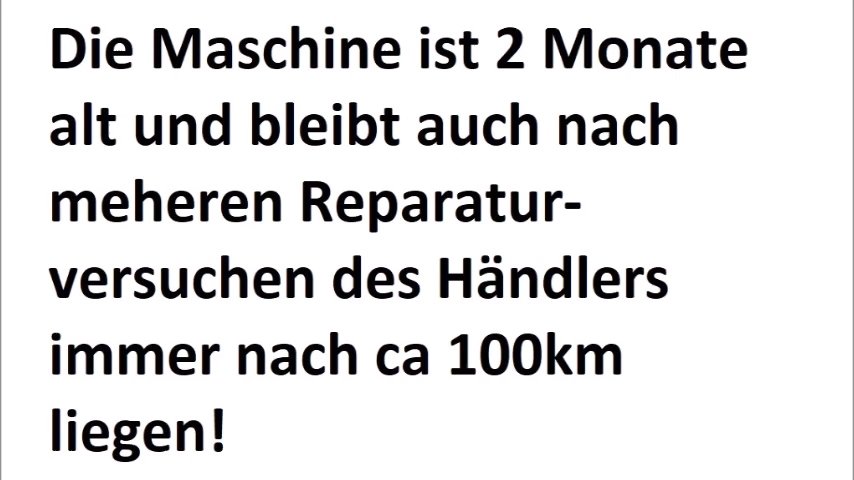 Die Maschine ist 2 Monate
alt und bleibt auch nach
meheren Reparatur-
versuchen des Händlers
immer nach ca 100km
liegen!